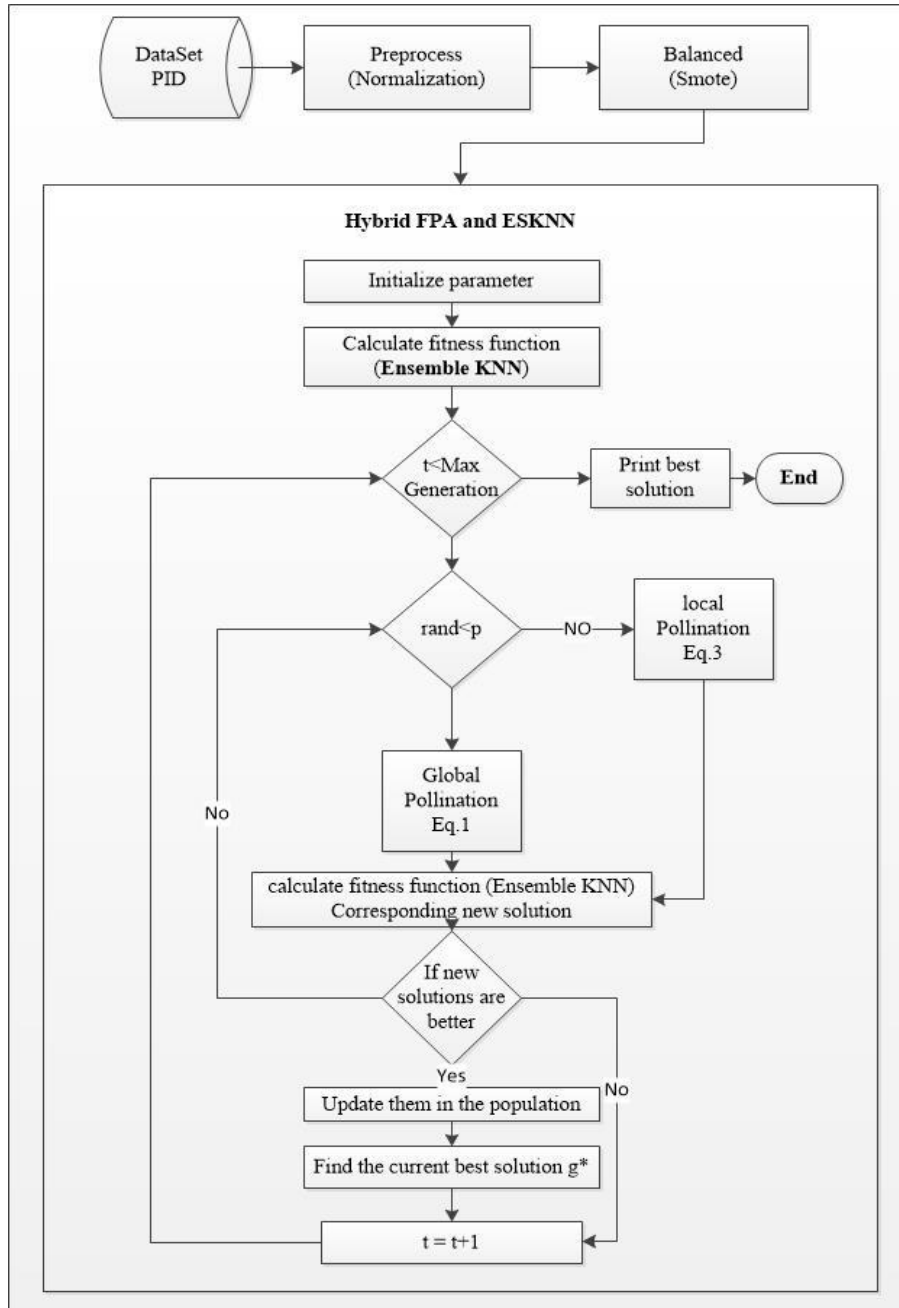 DataSet
PID
Preprocess
(Normalization)
Balanced
(Smote)
Hybrid FPA and ESKNN
Initialize parameter
Calculate fitness function
(Ensemble KNN)
t<Max
Generation
Print best
solution
End
rand<p
NO
local
Pollination
Eq.3
Global
Pollination
Eq.1
No
calculate fitness function (Ensemble KNN)
Corresponding new solution
If new
solutions are
better
Yes
No
Update them in the population
Find the current best solution g*
t = t+1